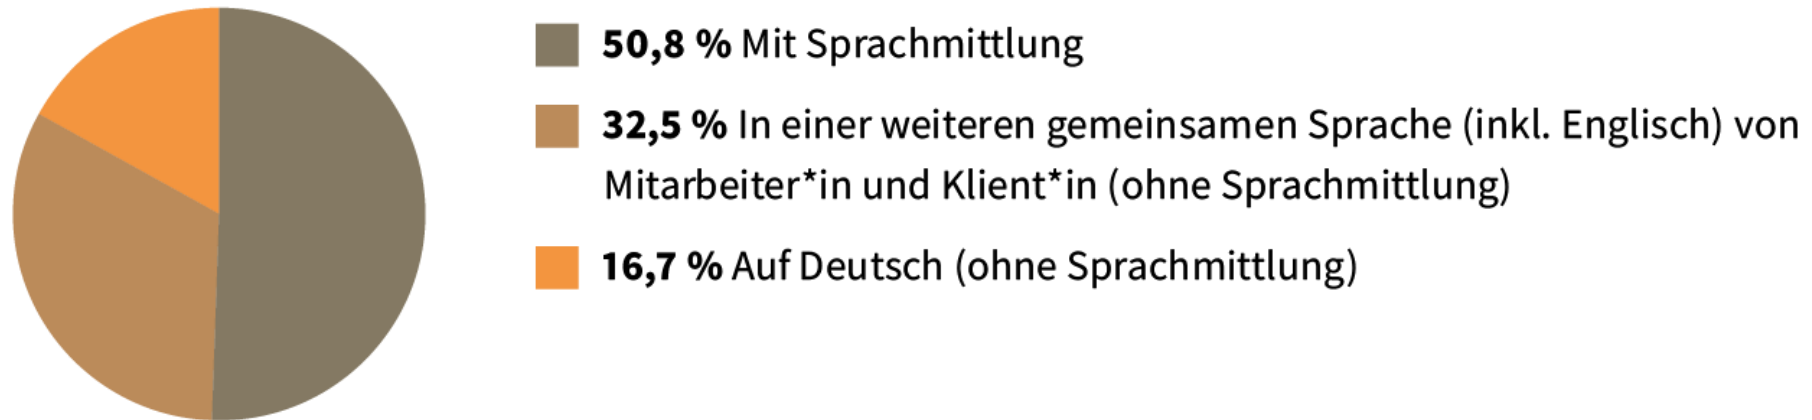 50,8 % Mit Sprachmittlung
32,5 % In einer weiteren gemeinsamen Sprache (inkl. Englisch) von
Mitarbeiter*in und Klient*in (ohne Sprachmittlung)
16,7 % Auf Deutsch (ohne Sprachmittlung)